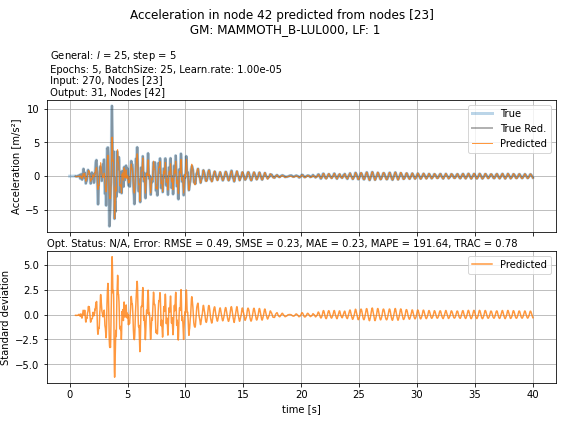 Acceleration in node 42 predicted from nodes [23]
GM: MAMMOTH_B-LUL000, LF: 1
General: l = 25, step = 5
Epochs: 5, BatchSize: 25, Learn.rate: 1.00e-05
Input: 270, Nodes [23]
Output: 31, Nodes [42]
Acceleration [m/s²]
10
5
0
−5
True
True Red.
Predicted
Opt. Status: N/A, Error: RMSE = 0.49, SMSE = 0.23, MAE = 0.23, MAPE = 191.64, TRAC = 0.78
Standard deviation
5.0
2.5
0.0
−2.5
−5.0
Predicted
0 5 10 15 20 25 30 35 40
time [s]